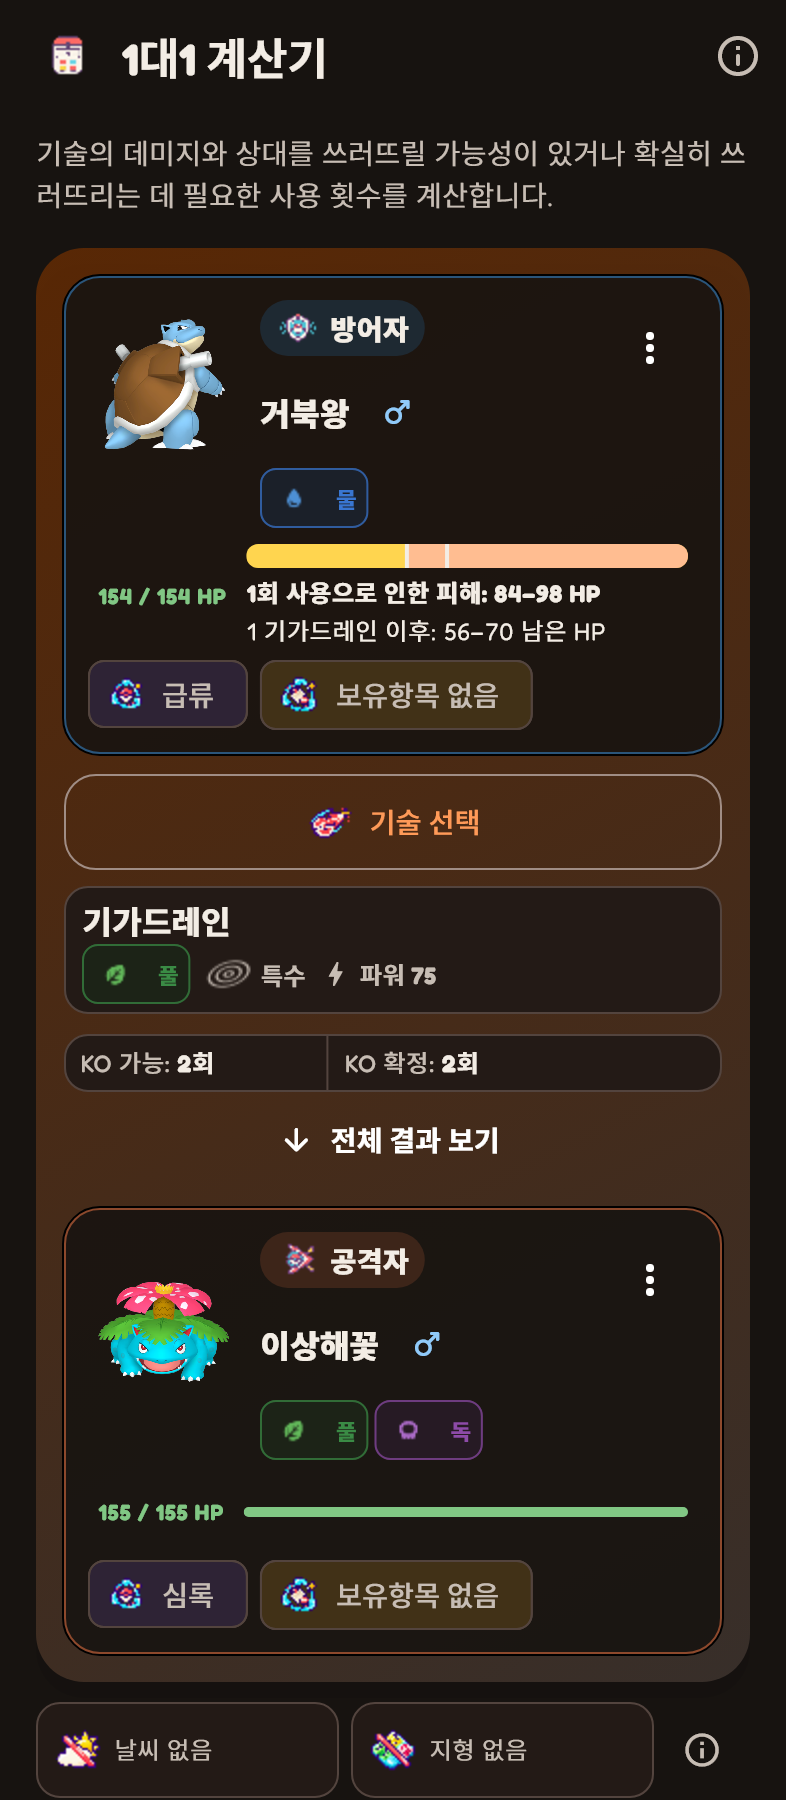 1대1 계산기
기술의 데미지와 상대를 쓰러뜨릴 가능성이 있거나 확실히 쓰
러뜨리는 데 필요한 사용 횟수를 계산합니다.
방어자
거북왕 ♂
물
154 / 154 HP
1회 사용으로 인한 피해: 84–98 HP
1 기가드레인 이후: 56–70 남은 HP
급류 보유항목 없음
기술 선택
기가드레인
풀 특수 파워 75
KO 가능: 2회 KO 확정: 2회
전체 결과 보기
공격자
이상해꽃 ♂
풀 독
155 / 155 HP
심록 보유항목 없음
날씨 없음 지형 없음